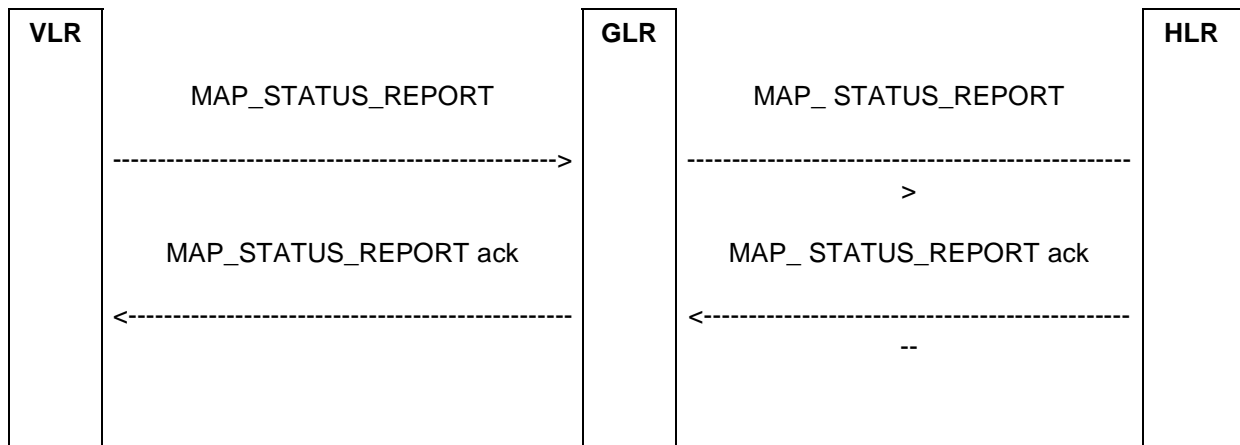 VLR GLR HLR
MAP_STATUS_REPORT MAP_ STATUS_REPORT
--------------------------------------------------> --------------------------------------------------
>
MAP_STATUS_REPORT ack MAP_ STATUS_REPORT ack
<-------------------------------------------------- <------------------------------------------------
--